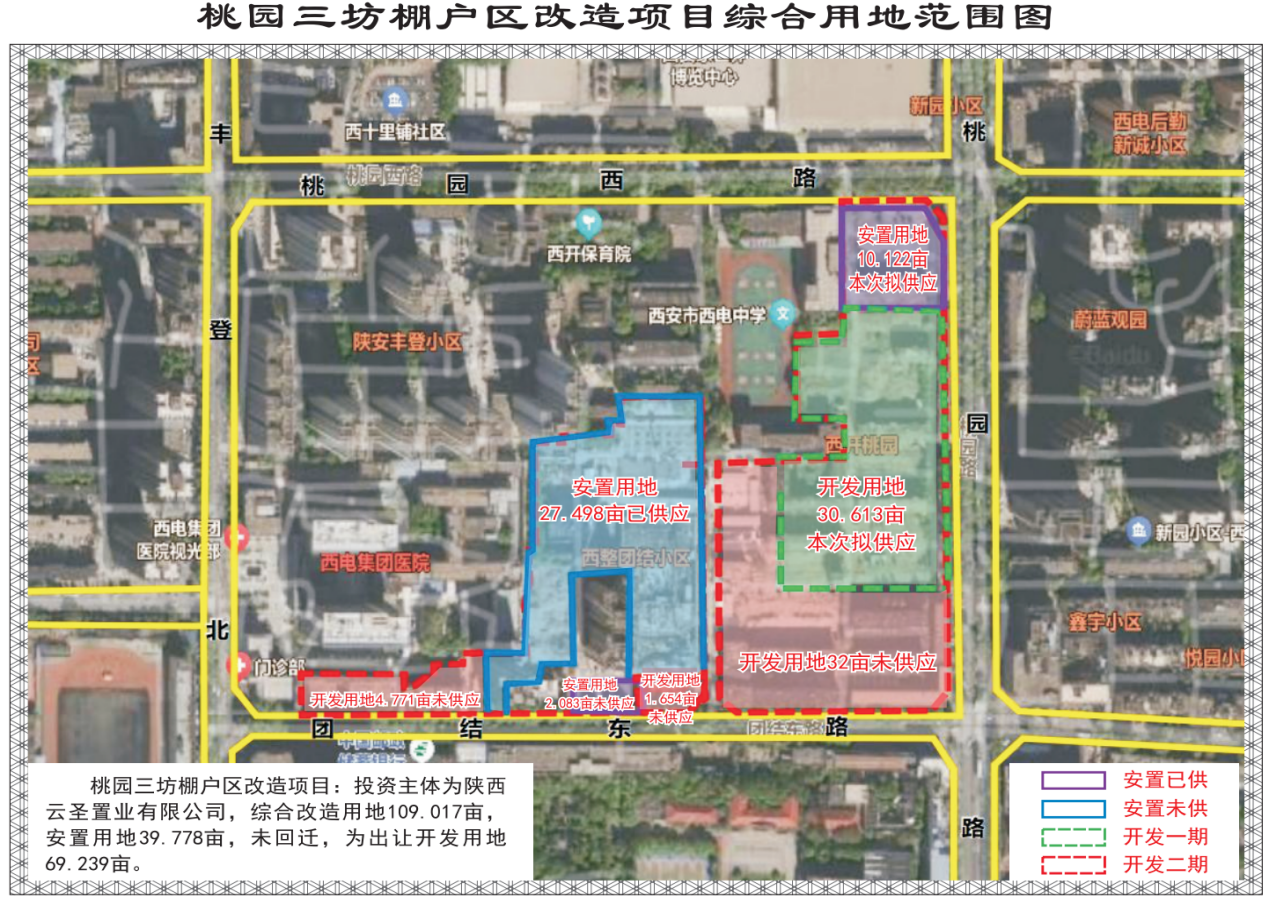 桃园三坊棚户区改造项目综合用地范围图
博览中心
新园小区
丰
桃
西电后勤
新诚小区
西十里铺社区
桃园西路
桃
园
西
路
安置用地
10.122亩
本次拟供应
西开保育院
西安市西电中学
文
登
陕安丰登小区
蔚蓝观园
Baidu
园
西开桃园
园路
安置用地
27.498亩已供应
开发用地
30.613亩
本次拟供应
西电集团
医院视光部
西电集团医院
西整团结小区
新园小区-西
北
鑫宇小区
悦园小
门诊部
开发用地32亩未供应
开发用地4.771亩未供应
安置用地
2.083亩未供应
开发用地
1.654亩
未供应
团
结
东
路
团结东路
桃园三坊棚户区改造项目：投资主体为陕西
云圣置业有限公司，综合改造用地109.017亩，
安置用地39.778亩，未回迁，为出让开发用地
69.239亩。
路
安置已供
安置未供
开发一期
开发二期